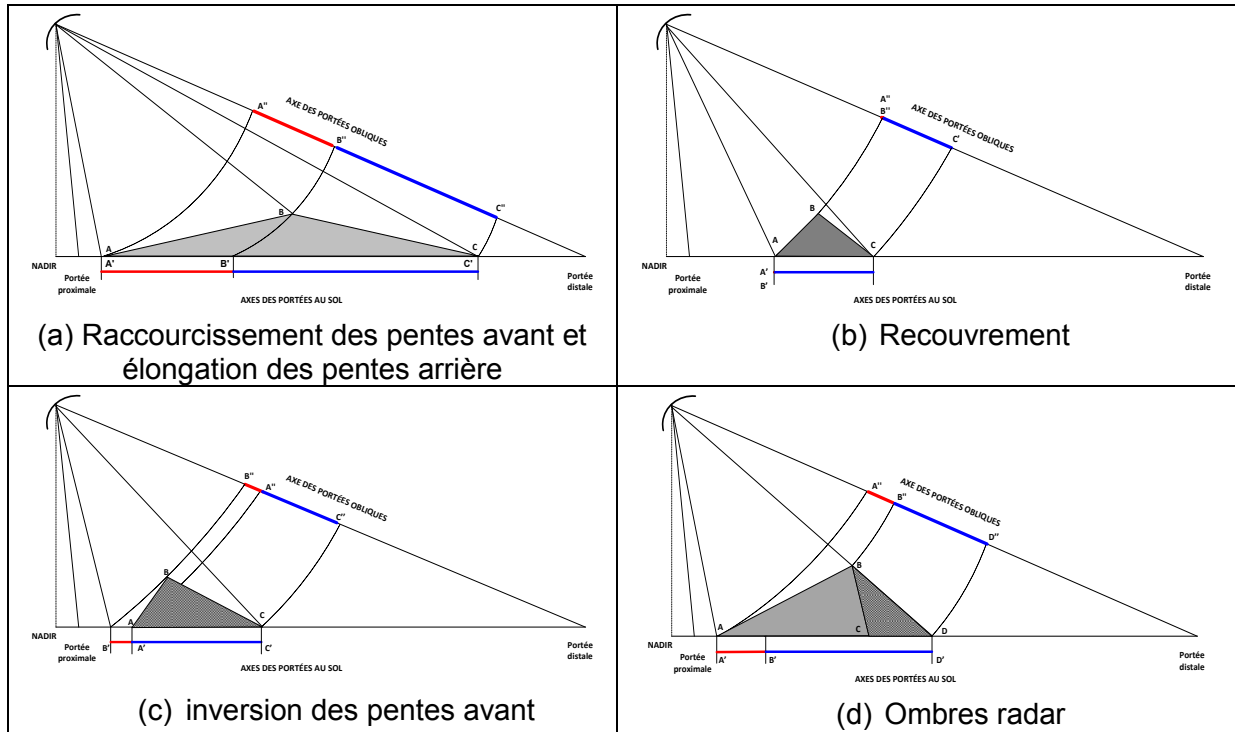 A"
AXE DES PORTÉES OBLIQUES
B"
C"
B
A
C
NADIR
A'
B'
C'
Portée
proximale
Portée
distale
AXES DES PORTÉES AU SOL
(a) Raccourcissement des pentes avant et
élongation des pentes arrière
A"
B"
AXE DES PORTÉES OBLIQUES
C'
B
A
C
NADIR
A'
B'
Portée
proximale
Portée
distale
AXES DES PORTÉES AU SOL
(b) Recouvrement
B"
A"
AXE DES PORTÉES OBLIQUES
C"
B
A
C
NADIR
Portée
proximale
B'
A'
C'
Portée
distale
AXES DES PORTÉES AU SOL
(c) inversion des pentes avant
A"
B"
AXE DES PORTÉES OBLIQUES
D"
B
A
C
D
NADIR
Portée
proximale
A'
B'
D'
Portée
distale
AXES DES PORTÉES AU SOL
(d) Ombres radar